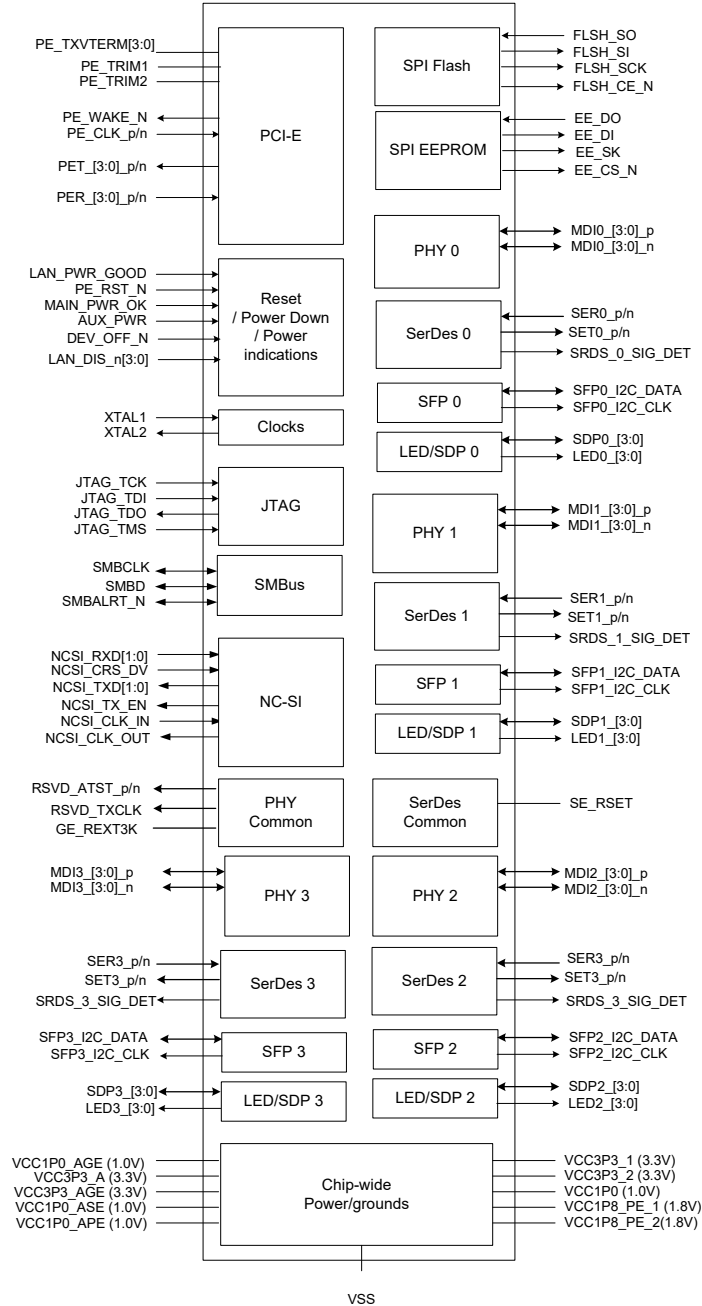 PE_TXVTERM[3:0]
PE_TRIM1
PE_TRIM2
PE_WAKE_N
PE_CLK_p/n
PET_[3:0]_p/n
PER_[3:0]_p/n
PCI-E
SPI Flash
FLSH_SO
FLSH_SI
FLSH_SCK
FLSH_CE_N
SPI EEPROM
EE_DO
EE_DI
EE_SK
EE_CS_N
PHY 0
MDI0_[3:0]_p
MDI0_[3:0]_n
LAN_PWR_GOOD
PE_RST_N
MAIN_PWR_OK
AUX_PWR
DEV_OFF_N
LAN_DIS_n[3:0]
Reset
/ Power Down
/ Power
indications
SerDes 0
SER0_p/n
SET0_p/n
SRDS_0_SIG_DET
SFP 0
SFP0_I2C_DATA
SFP0_I2C_CLK
XTAL1
XTAL2
Clocks
LED/SDP 0
SDP0_[3:0]
LED0_[3:0]
JTAG_TCK
JTAG_TDI
JTAG_TDO
JTAG_TMS
JTAG
PHY 1
MDI1_[3:0]_p
MDI1_[3:0]_n
SMBCLK
SMBD
SMBALRT_N
SMBus
SerDes 1
SER1_p/n
SET1_p/n
SRDS_1_SIG_DET
NCSI_RXD[1:0]
NCSI_CRS_DV
NCSI_TXD[1:0]
NCSI_TX_EN
NCSI_CLK_IN
NCSI_CLK_OUT
NC-SI
SFP 1
SFP1_I2C_DATA
SFP1_I2C_CLK
LED/SDP 1
SDP1_[3:0]
LED1_[3:0]
RSVD_ATST_p/n
RSVD_TXCLK
GE_REXT3K
PHY
Common
SerDes
Common
SE_RSET
MDI3_[3:0]_p
MDI3_[3:0]_n
PHY 3
PHY 2
MDI2_[3:0]_p
MDI2_[3:0]_n
SER3_p/n
SET3_p/n
SRDS_3_SIG_DET
SerDes 3
SerDes 2
SER3_p/n
SET3_p/n
SRDS_3_SIG_DET
SFP3_I2C_DATA
SFP3_I2C_CLK
SFP 3
SFP 2
SFP2_I2C_DATA
SFP2_I2C_CLK
SDP3_[3:0]
LED3_[3:0]
LED/SDP 3
LED/SDP 2
SDP2_[3:0]
LED2_[3:0]
VCC1P0_AGE (1.0V)
VCC3P3_A (3.3V)
VCC3P3_AGE (3.3V)
VCC1P0_ASE (1.0V)
VCC1P0_APE (1.0V)
Chip-wide
Power/grounds
VCC3P3_1 (3.3V)
VCC3P3_2 (3.3V)
VCC1P0 (1.0V)
VCC1P8_PE_1 (1.8V)
VCC1P8_PE_2(1.8V)
VSS